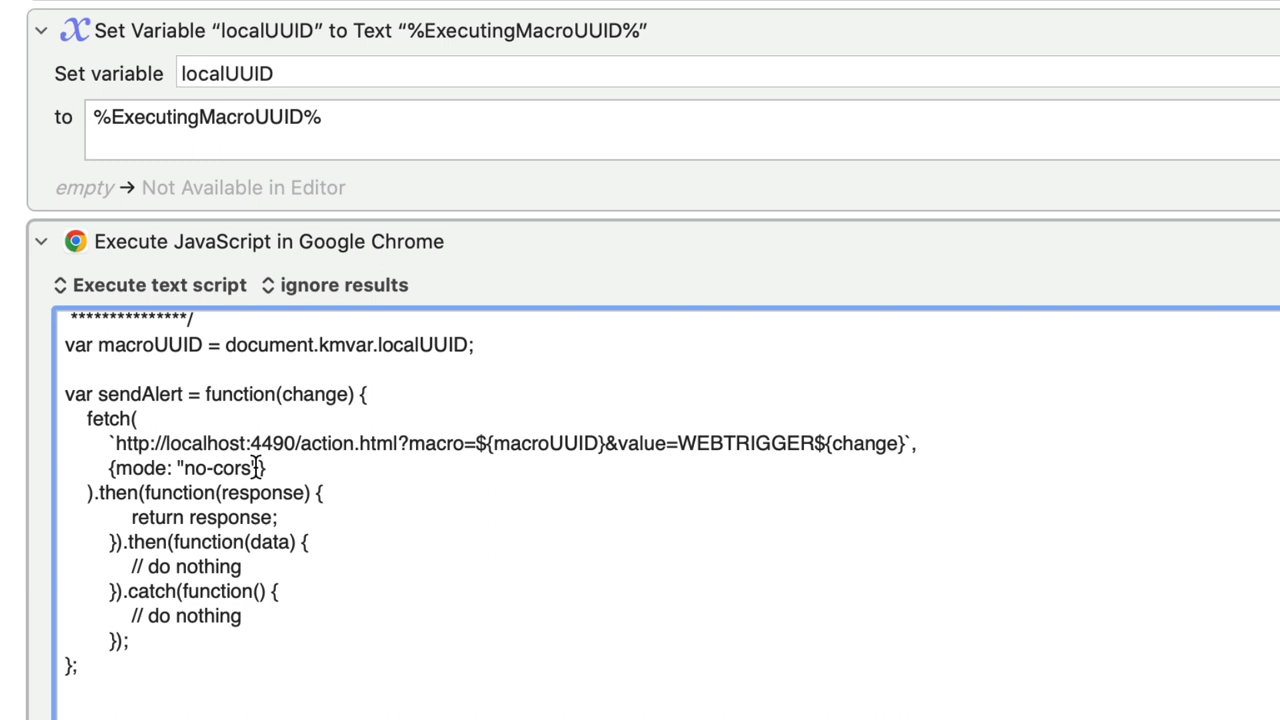 Set Variable “localUUID” to Text “%ExecutingMacroUUID%”
Set variable localUUID
to %ExecutingMacroUUID%
empty → Not Available in Editor
Execute JavaScript in Google Chrome
Execute text script ignore results
***************/
var macroUUID = document.kmvar.localUUID;
var sendAlert = function(change) {
fetch(
`http://localhost:4490/action.html?macro=${macroUUID}&value=WEBTRIGGER${change}`,
{mode: "no-cors"}
).then(function(response) {
return response;
}).then(function(data) {
// do nothing
}).catch(function() {
// do nothing
});
};